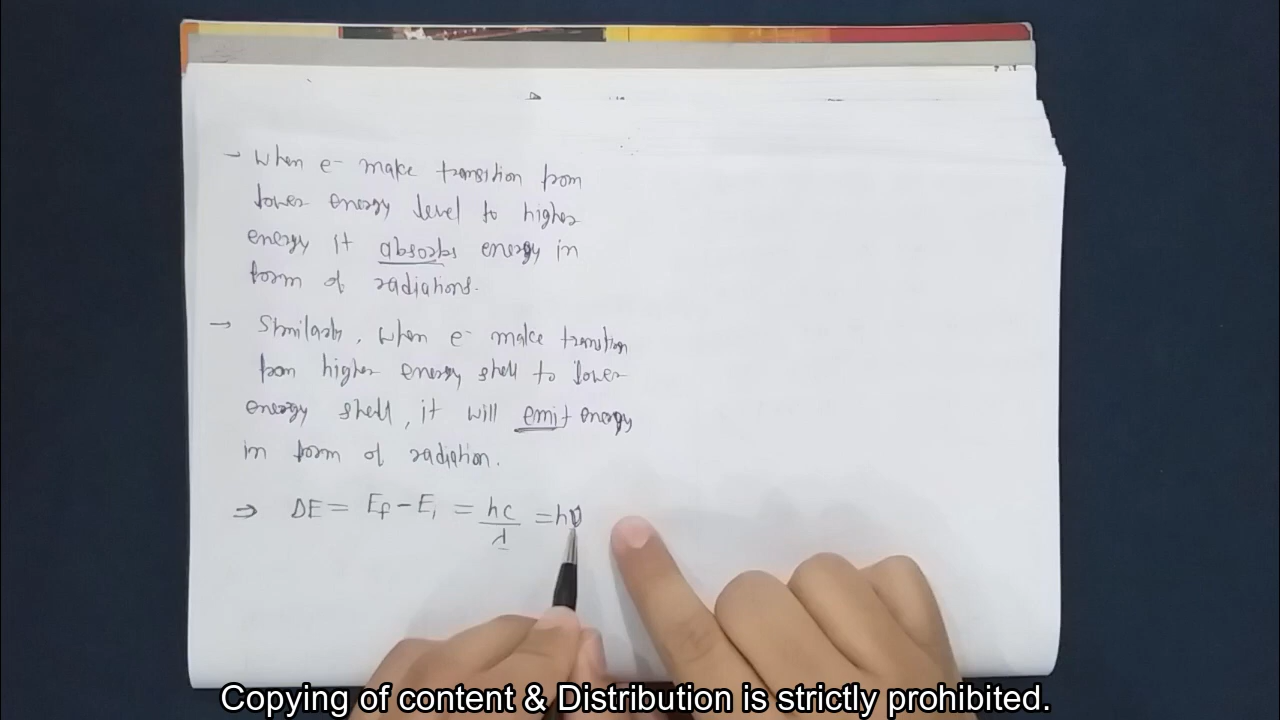 - When e- make transition from
lower energy level to higher
energy it absorbs energy in
form of radiations.
→ Similarly, when e- make transition
from higher energy shell to lower
energy shell, it will emit energy
in form of radiation.
⇒ DE = Ef - Ei = hc/λ = hν
Copying of content & Distribution is strictly prohibited.